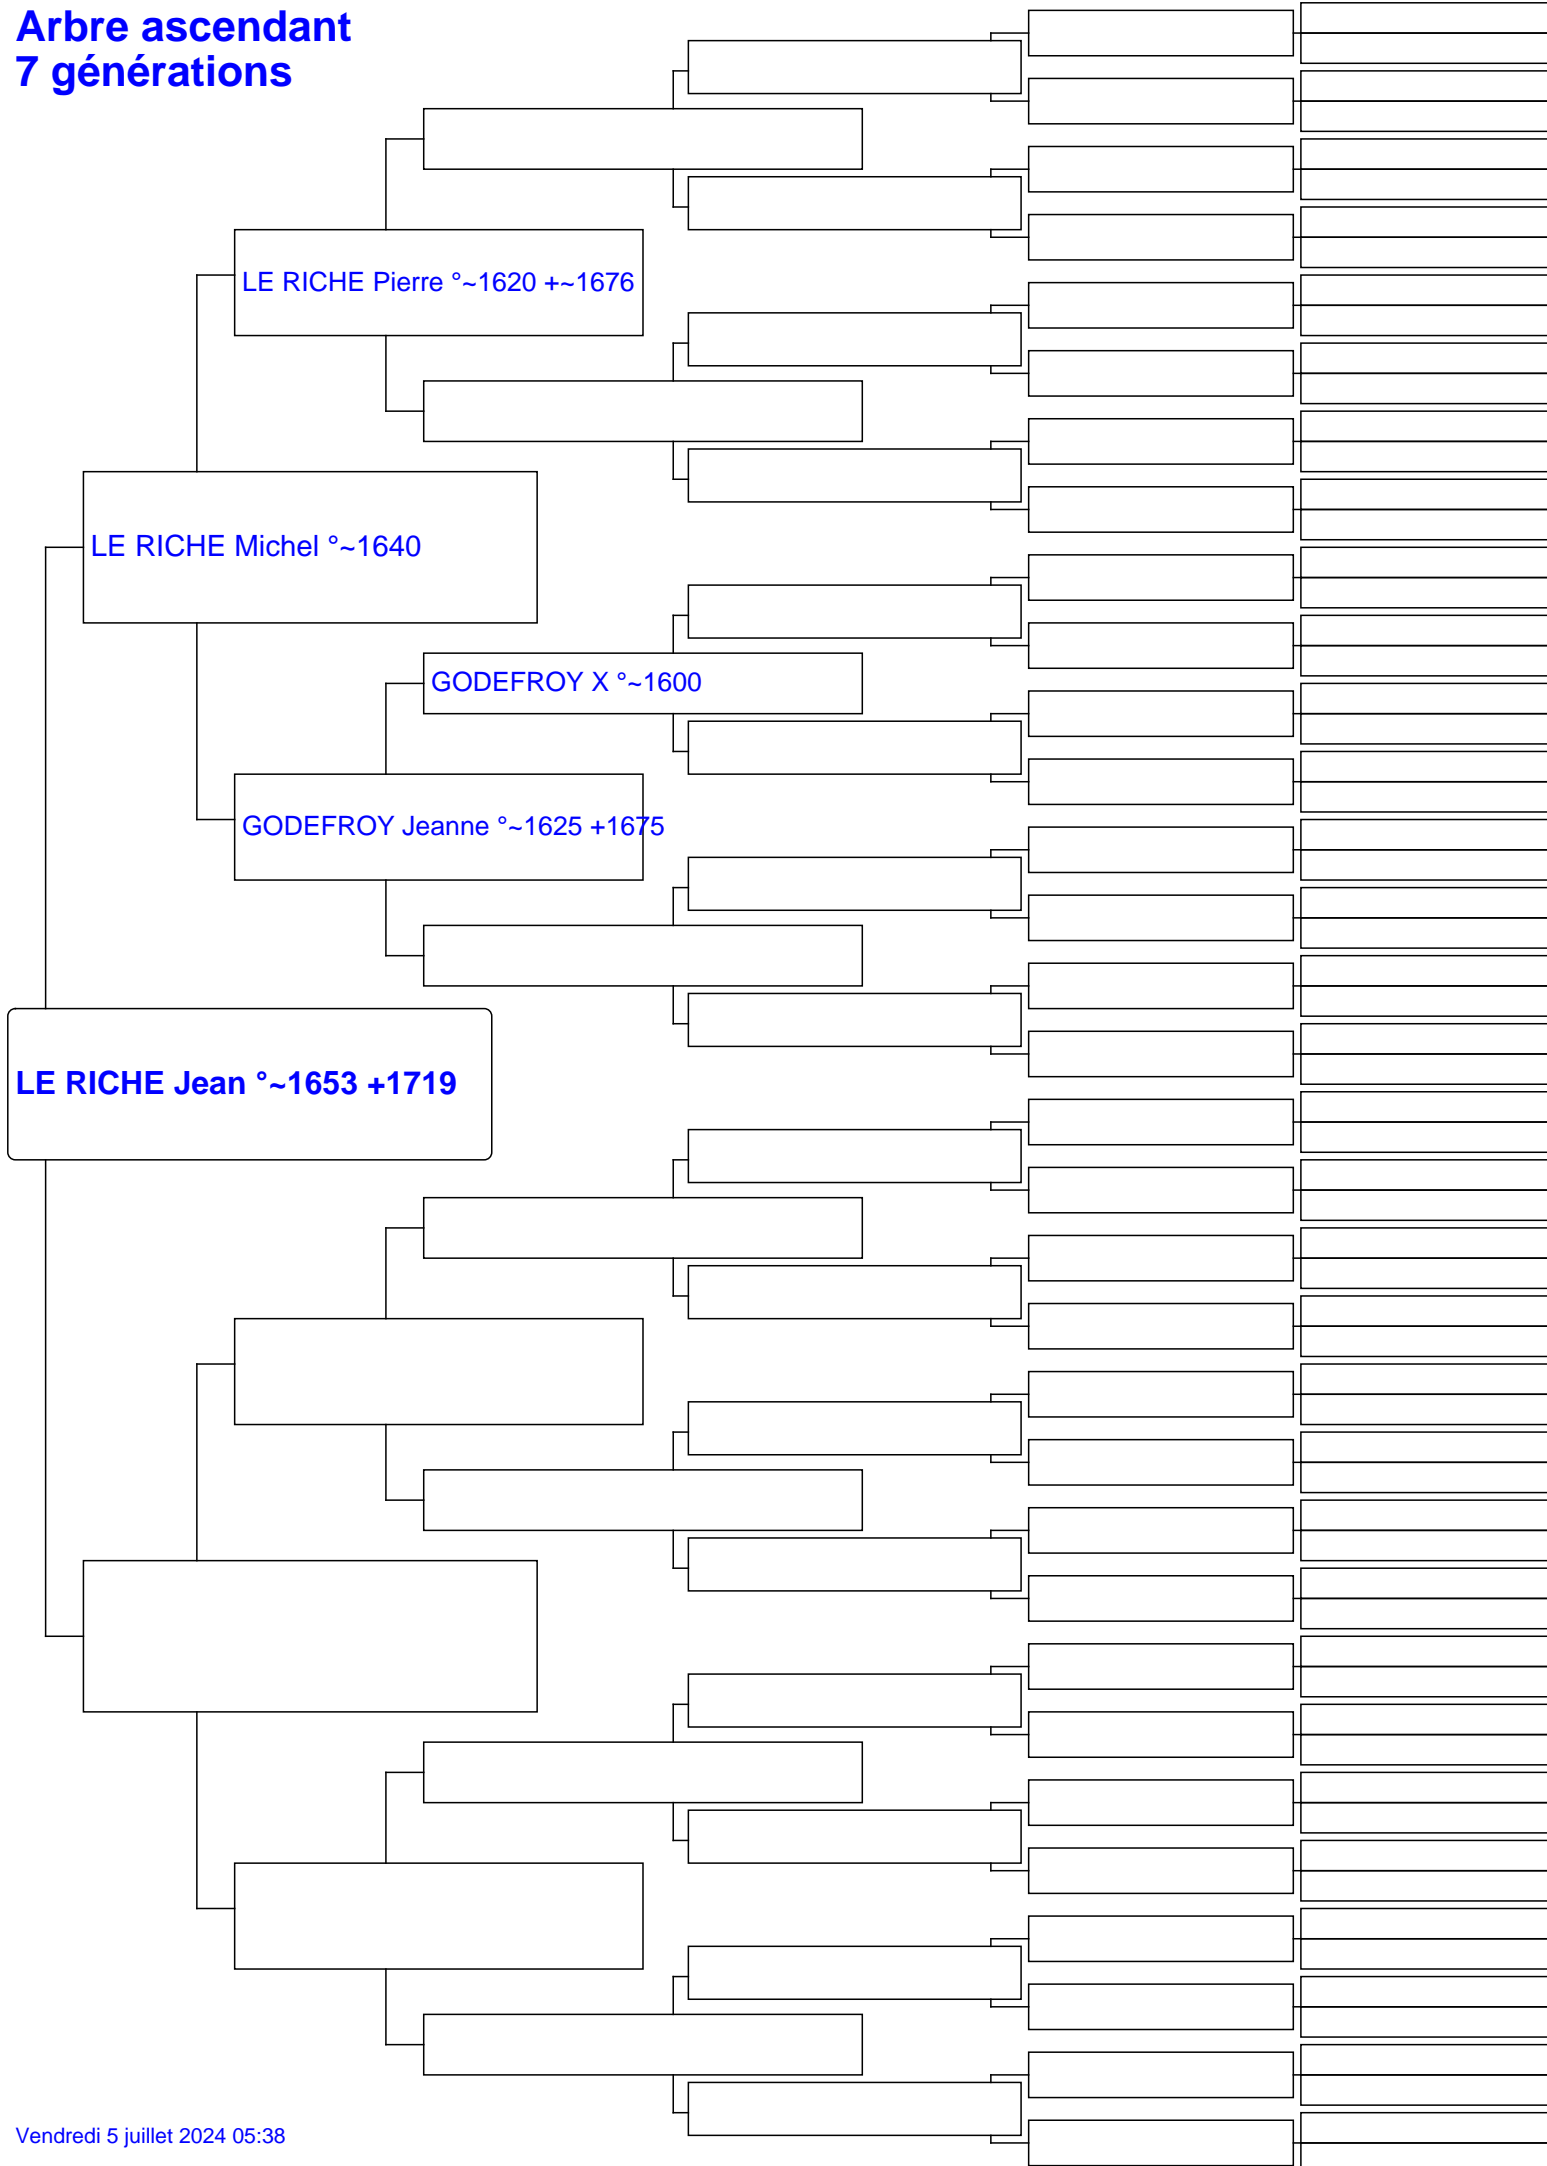 Arbre ascendant
7 générations
LE RICHE Pierre °~1620 +~1676
LE RICHE Michel °~1640
GODEFROY X °~1600
GODEFROY Jeanne °~1625 +1675
LE RICHE Jean °~1653 +1719
Vendredi 5 juillet 2024 05:38